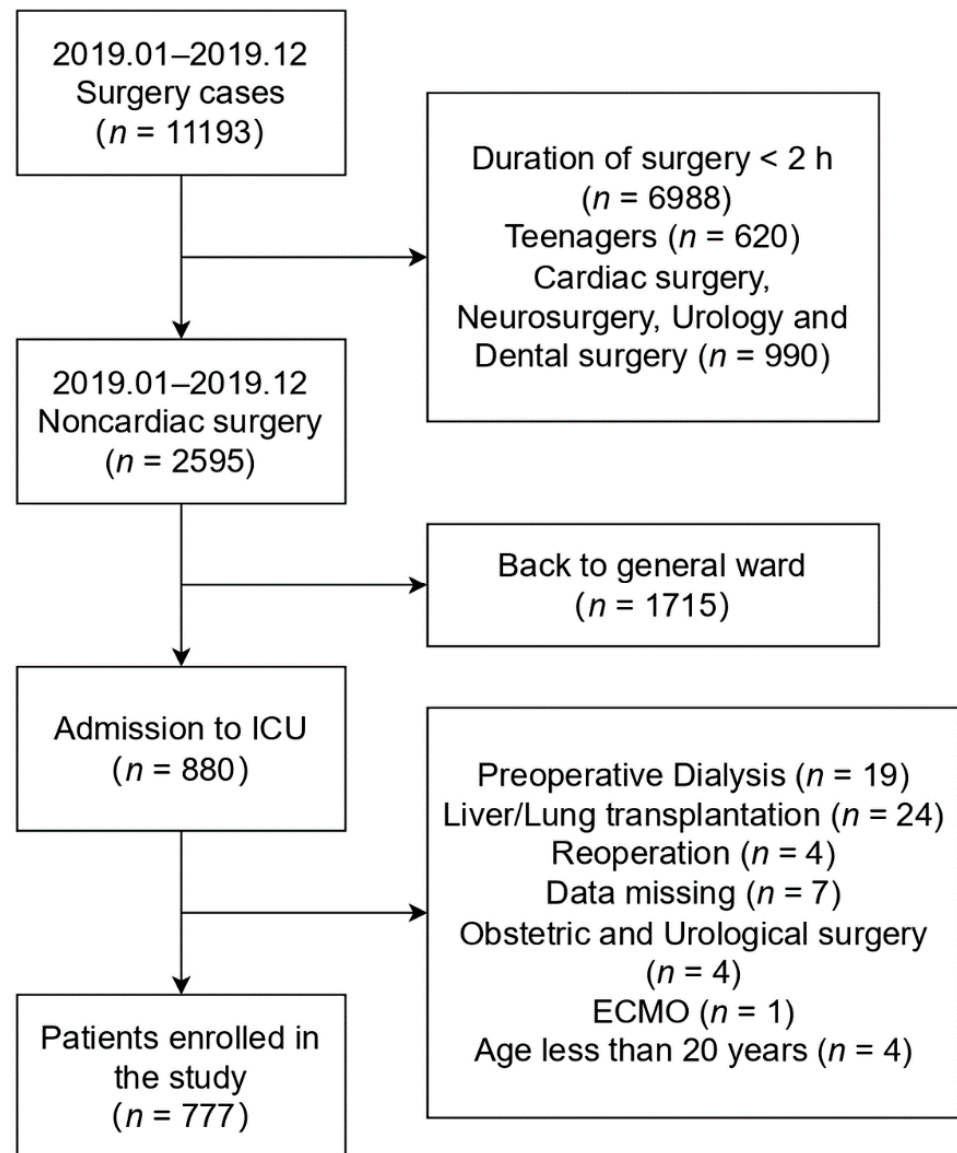 2019.01–2019.12
Surgery cases
(n = 11193)
Duration of surgery < 2 h
(n = 6988)
Teenagers (n = 620)
Cardiac surgery,
Neurosurgery, Urology and
Dental surgery (n = 990)
2019.01–2019.12
Noncardiac surgery
(n = 2595)
Back to general ward
(n = 1715)
Admission to ICU
(n = 880)
Preoperative Dialysis (n = 19)
Liver/Lung transplantation (n = 24)
Reoperation (n = 4)
Data missing (n = 7)
Obstetric and Urological surgery
(n = 4)
ECMO (n = 1)
Age less than 20 years (n = 4)
Patients enrolled in
the study
(n = 777)